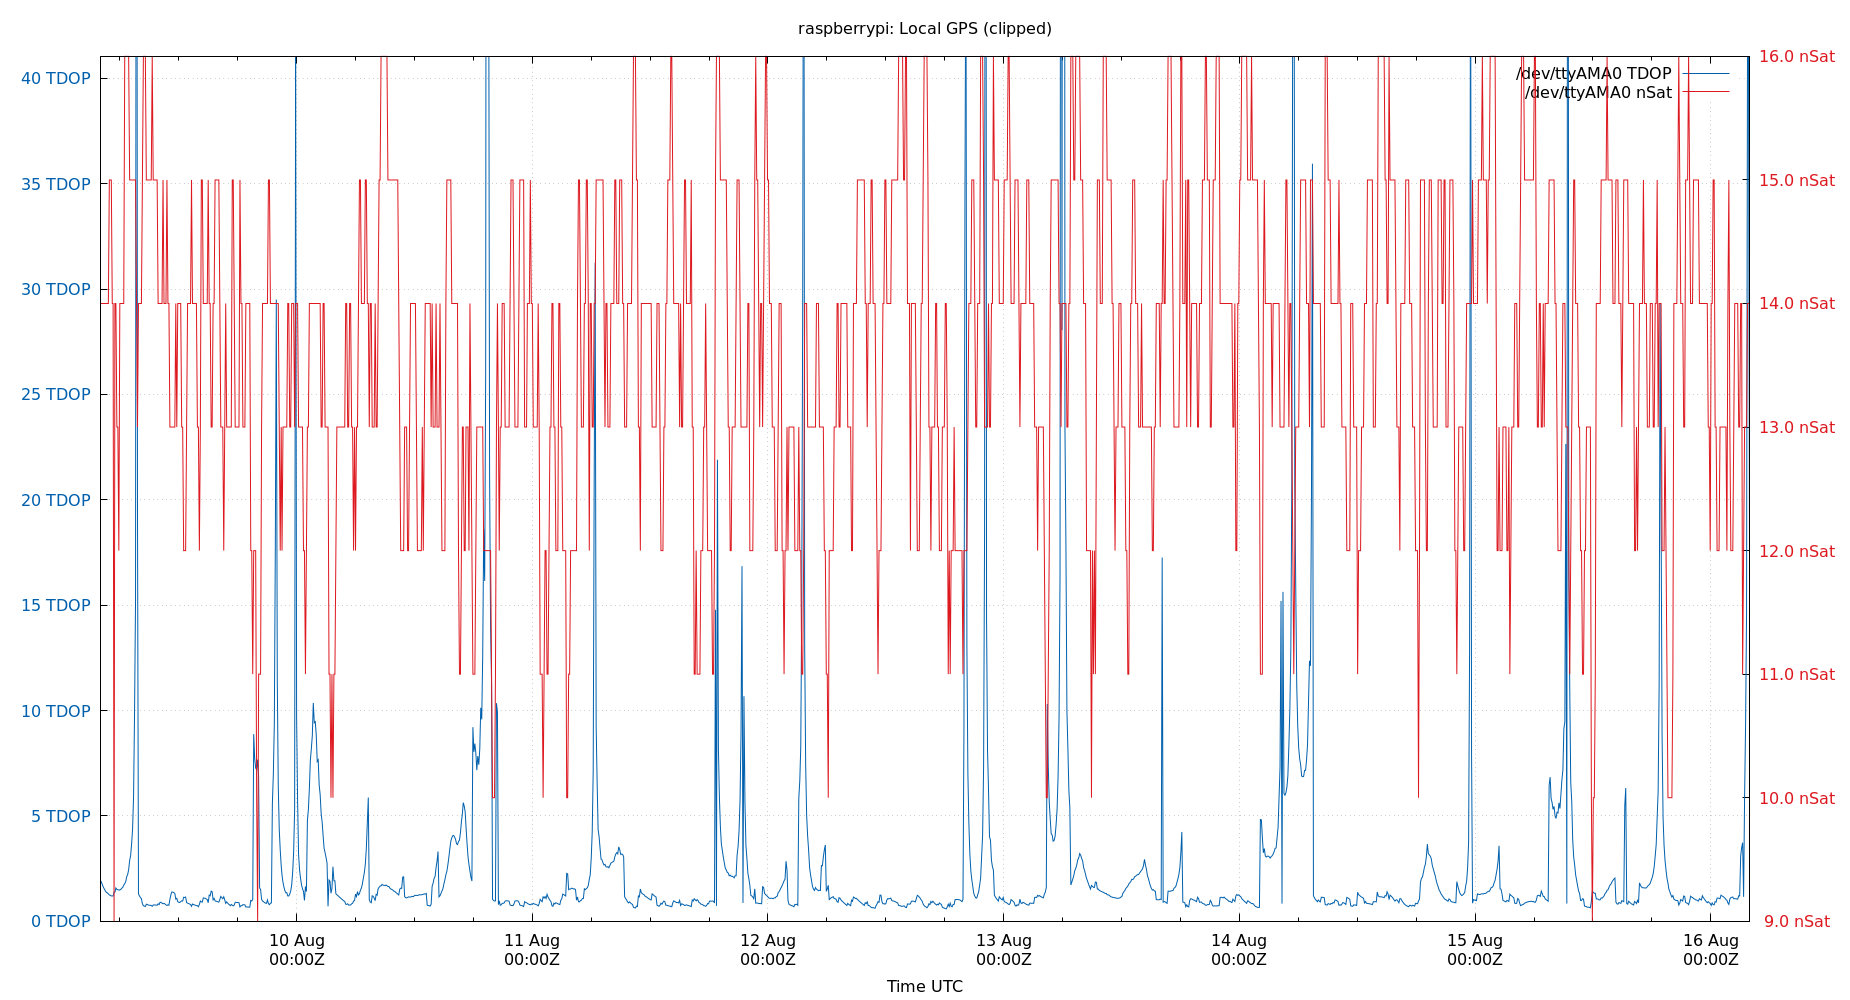 raspberrypi: Local GPS (clipped)
40 TDOP
35 TDOP
30 TDOP
25 TDOP
20 TDOP
15 TDOP
10 TDOP
5 TDOP
0 TDOP
16.0 nSat
15.0 nSat
14.0 nSat
13.0 nSat
12.0 nSat
11.0 nSat
10.0 nSat
9.0 nSat
/dev/ttyAMA0 TDOP
/dev/ttyAMA0 nSat
10 Aug
00:00Z
11 Aug
00:00Z
12 Aug
00:00Z
13 Aug
00:00Z
14 Aug
00:00Z
15 Aug
00:00Z
16 Aug
00:00Z
Time UTC